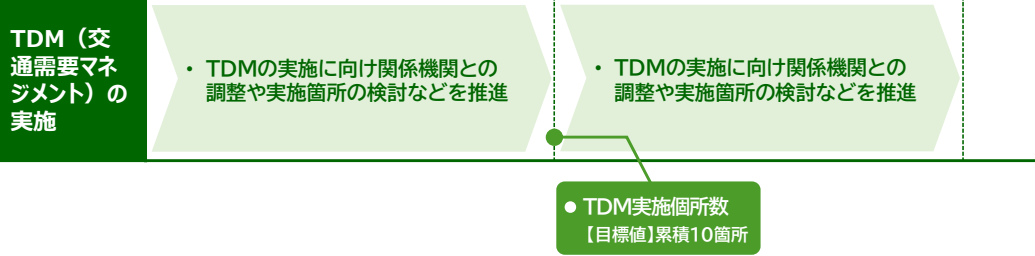 TDM（交
通需要マネ
ジメント）の
実施
・ TDMの実施に向け関係機関との
調整や実施箇所の検討などを推進
・ TDMの実施に向け関係機関との
調整や実施箇所の検討などを推進
● TDM実施個所数
【目標値】累積10箇所